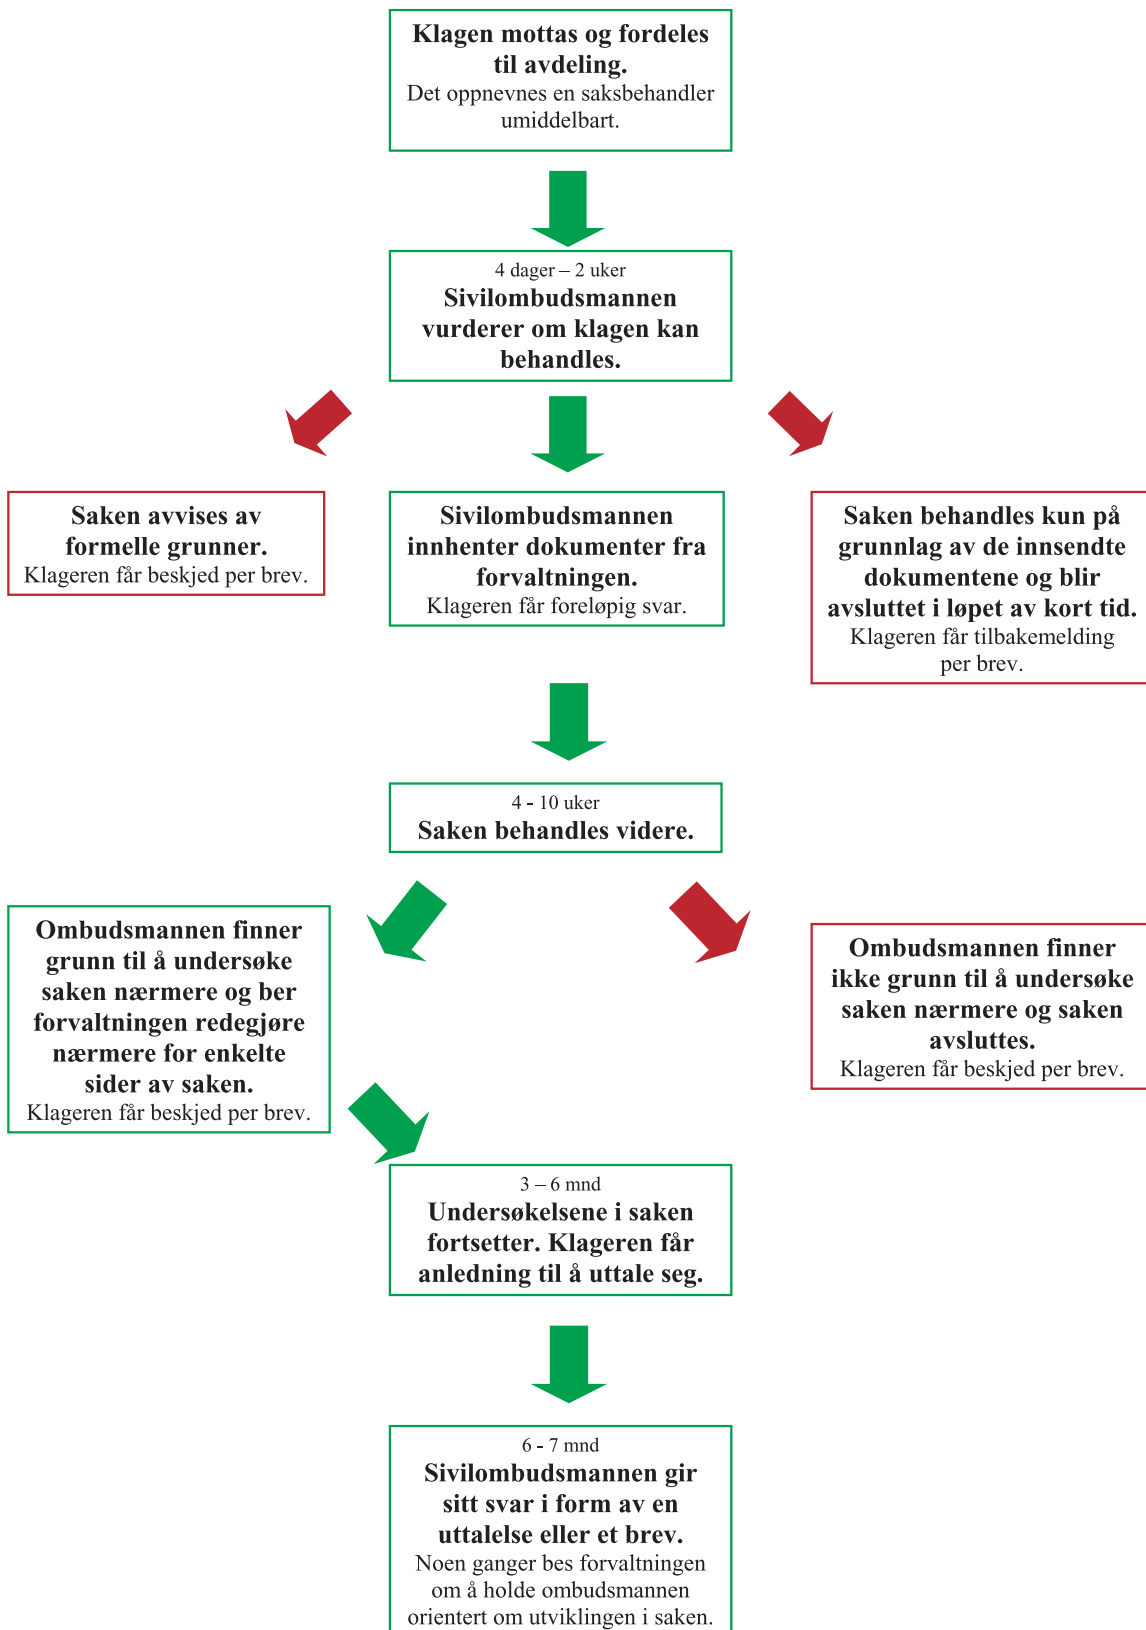 Klagen mottas og fordeles
til avdeling.
Det oppnevnes en saksbehandler
umiddelbart.
4 dager – 2 uker
Sivilombudsmannen
vurderer om klagen kan
behandles.
Saken avvises av
formelle grunner.
Klageren får beskjed per brev.
Sivilombudsmannen
innhenter dokumenter fra
forvaltningen.
Klageren får foreløpig svar.
Saken behandles kun på
grunnlag av de innsendte
dokumentene og blir
avsluttet i løpet av kort tid.
Klageren får tilbakemelding
per brev.
4 - 10 uker
Saken behandles videre.
Ombudsmannen finner
grunn til å undersøke
saken nærmere og ber
forvaltningen redegjøre
nærmere for enkelte
sider av saken.
Klageren får beskjed per brev.
Ombudsmannen finner
ikke grunn til å undersøke
saken nærmere og saken
avsluttes.
Klageren får beskjed per brev.
3 – 6 mnd
Undersøkelsene i saken
fortsetter. Klageren får
anledning til å uttale seg.
6 - 7 mnd
Sivilombudsmannen gir
sitt svar i form av en
uttalelse eller et brev.
Noen ganger bes forvaltningen
om å holde ombudsmannen
orientert om utviklingen i saken.